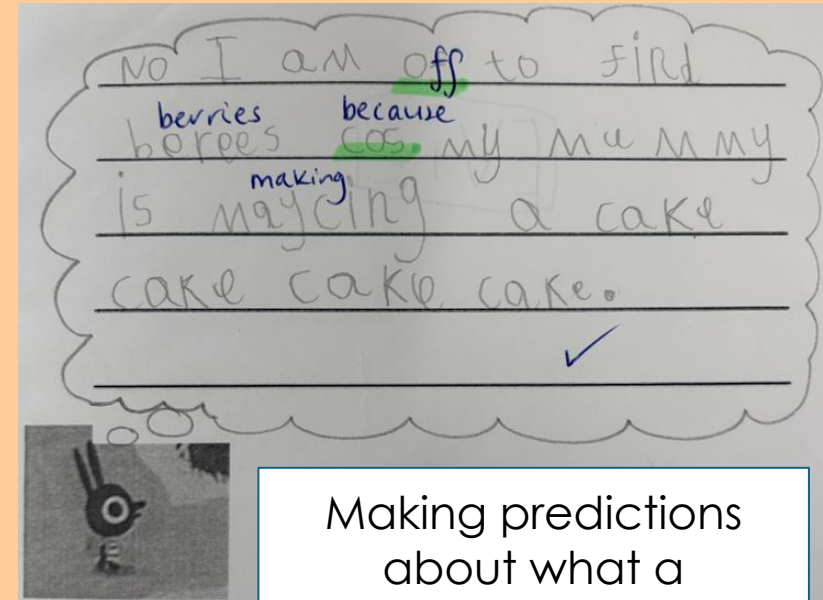 No I am off to find
berries because
borees cos my mummy
making
is maycing a cake
cake cake cake.
Making predictions
about what a